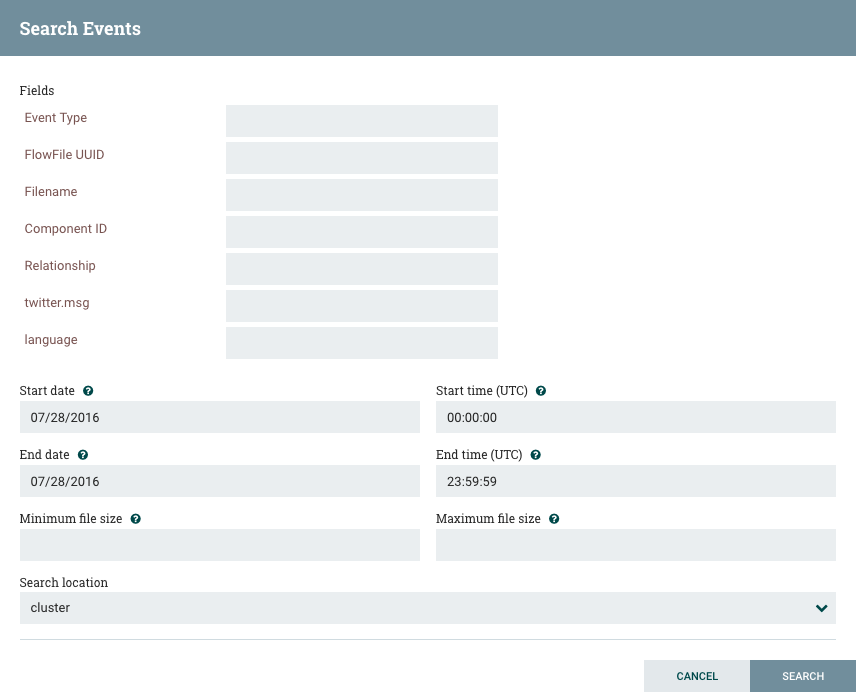 Search Events
Fields
Event Type
FlowFile UUID
Filename
Component ID
Relationship
twitter.msg
language
Start date
Start time (UTC)
07/28/2016
00:00:00
End date
End time (UTC)
07/28/2016
23:59:59
Minimum file size
Maximum file size
Search location
cluster
CANCEL
SEARCH